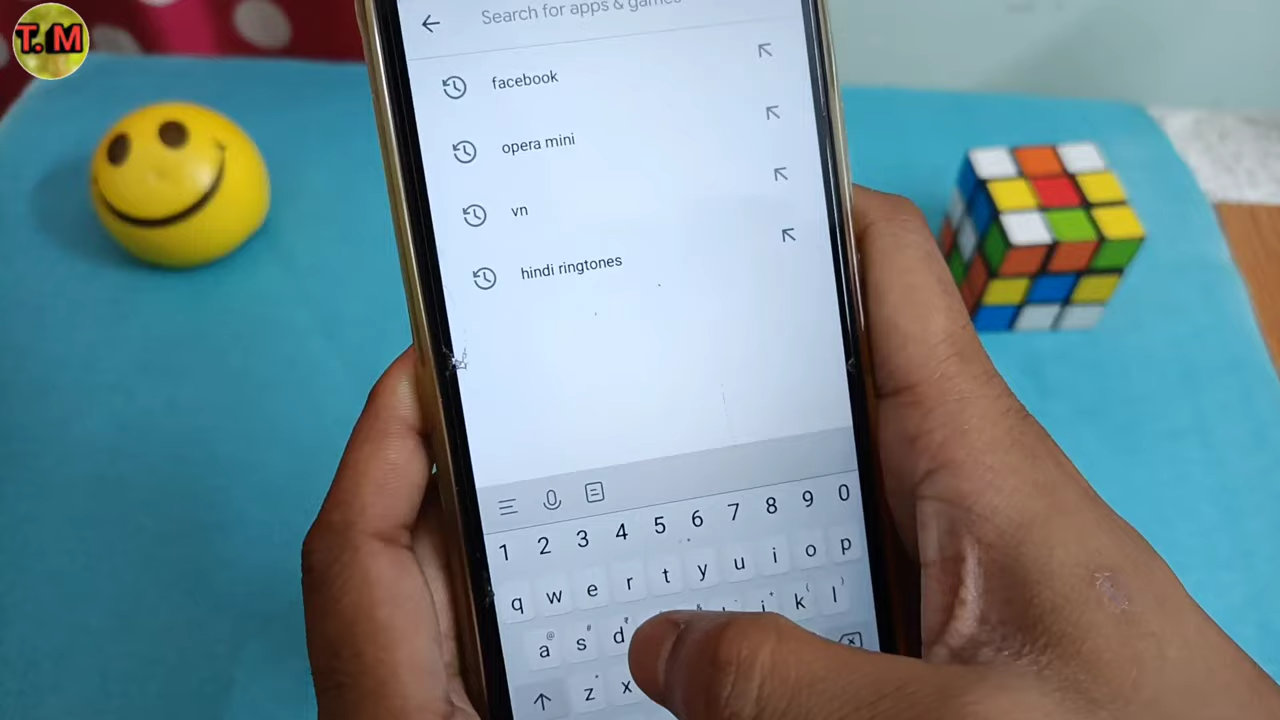 T. M
Search for apps & games
facebook
opera mini
vn
hindi ringtones
1 2 3 4 5 6 7 8 9 0
q w e r t y u i o p
a s d k l
z x